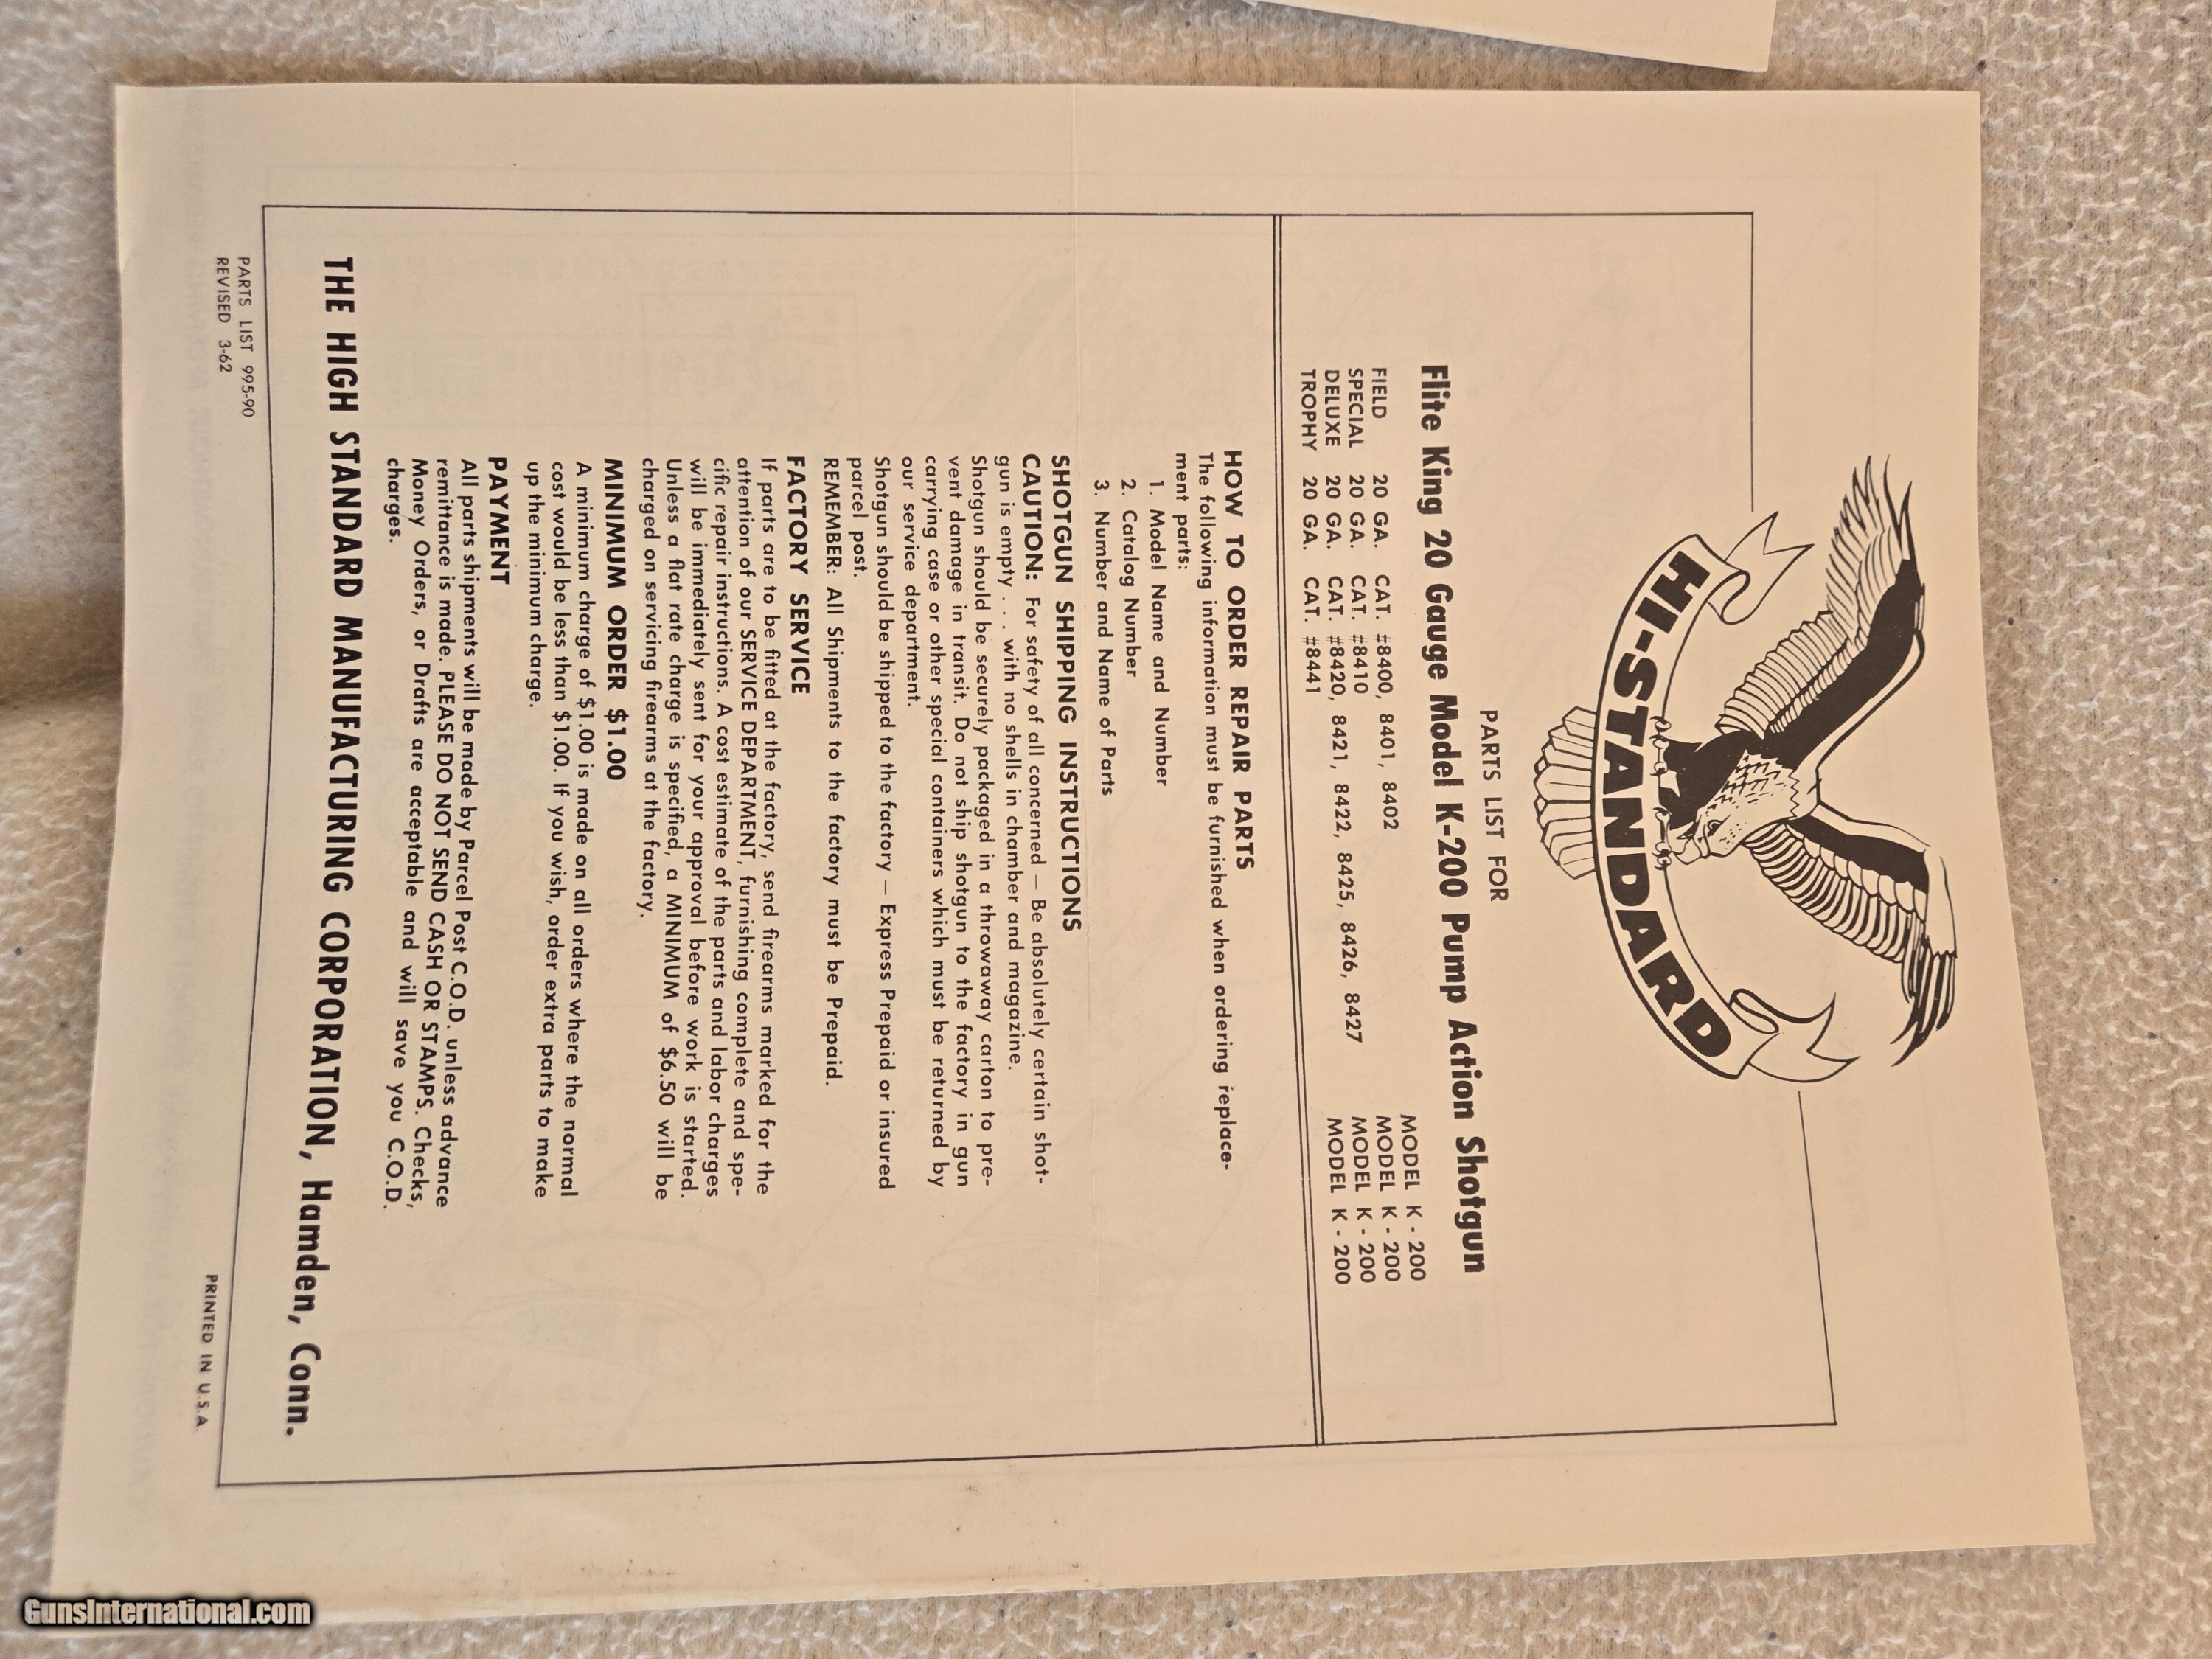 HI-STANDARD
PARTS LIST FOR
Flite King 20 Gauge Model K-200 Pump Action Shotgun
FIELD 20 GA. CAT. #8400, 8401, 8402 MODEL K-200
SPECIAL 20 GA. CAT. #8410 MODEL K-200
DELUXE 20 GA. CAT. #8420, 8421, 8422, 8425, 8426, 8427 MODEL K-200
TROPHY 20 GA. CAT. #8441 MODEL K-200
HOW TO ORDER REPAIR PARTS
The following information must be furnished when ordering replace-
ment parts:
1. Model Name and Number
2. Catalog Number
3. Number and Name of Parts
SHOTGUN SHIPPING INSTRUCTIONS
CAUTION: For safety of all concerned — Be absolutely certain shot-
gun is empty . . . with no shells in chamber and magazine.
Shotgun should be securely packaged in a throwaway carton to pre-
vent damage in transit. Do not ship shotgun to the factory in gun
carrying case or other special containers which must be returned by
our service department.
Shotgun should be shipped to the factory — Express Prepaid or insured
parcel post.
REMEMBER: All Shipments to the factory must be Prepaid.
FACTORY SERVICE
If parts are to be fitted at the factory, send firearms marked for the
attention of our SERVICE DEPARTMENT, furnishing complete and spe-
cific repair instructions. A cost estimate of the parts and labor charges
will be immediately sent for your approval before work is started.
Unless a flat rate charge is specified, a MINIMUM of $6.50 will be
charged on servicing firearms at the factory.
MINIMUM ORDER $1.00
A minimum charge of $1.00 is made on all orders where the normal
cost would be less than $1.00. If you wish, order extra parts to make
up the minimum charge.
PAYMENT
All parts shipments will be made by Parcel Post C.O.D. unless advance
remittance is made. PLEASE DO NOT SEND CASH OR STAMPS. Checks,
Money Orders, or Drafts are acceptable and will save you C.O.D.
charges.
THE HIGH STANDARD MANUFACTURING CORPORATION, Hamden, Conn.
PARTS LIST 995-90
REVISED 3-62
PRINTED IN U.S.A.
GunsInternational.com